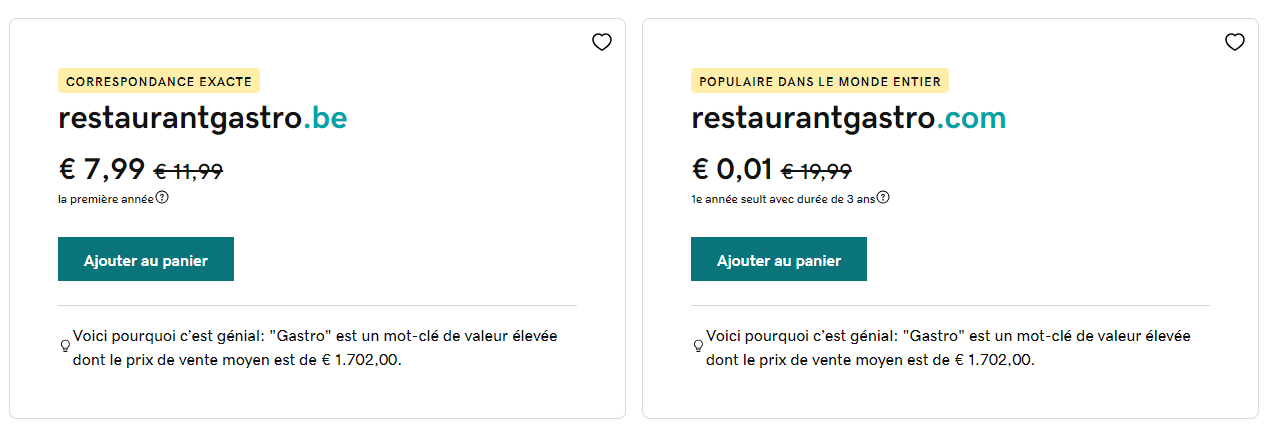 CORRESPONDANCE EXACTE
restaurantgastro.be
€ 7,99 € 11,99
la première année
Ajouter au panier
Voici pourquoi c'est génial: "Gastro" est un mot-clé de valeur élevée
dont le prix de vente moyen est de € 1.702,00.
POPULAIRE DANS LE MONDE ENTIER
restaurantgastro.com
€ 0,01 € 19,99
1e année seult avec durée de 3 ans
Ajouter au panier
Voici pourquoi c'est génial: "Gastro" est un mot-clé de valeur élevée
dont le prix de vente moyen est de € 1.702,00.